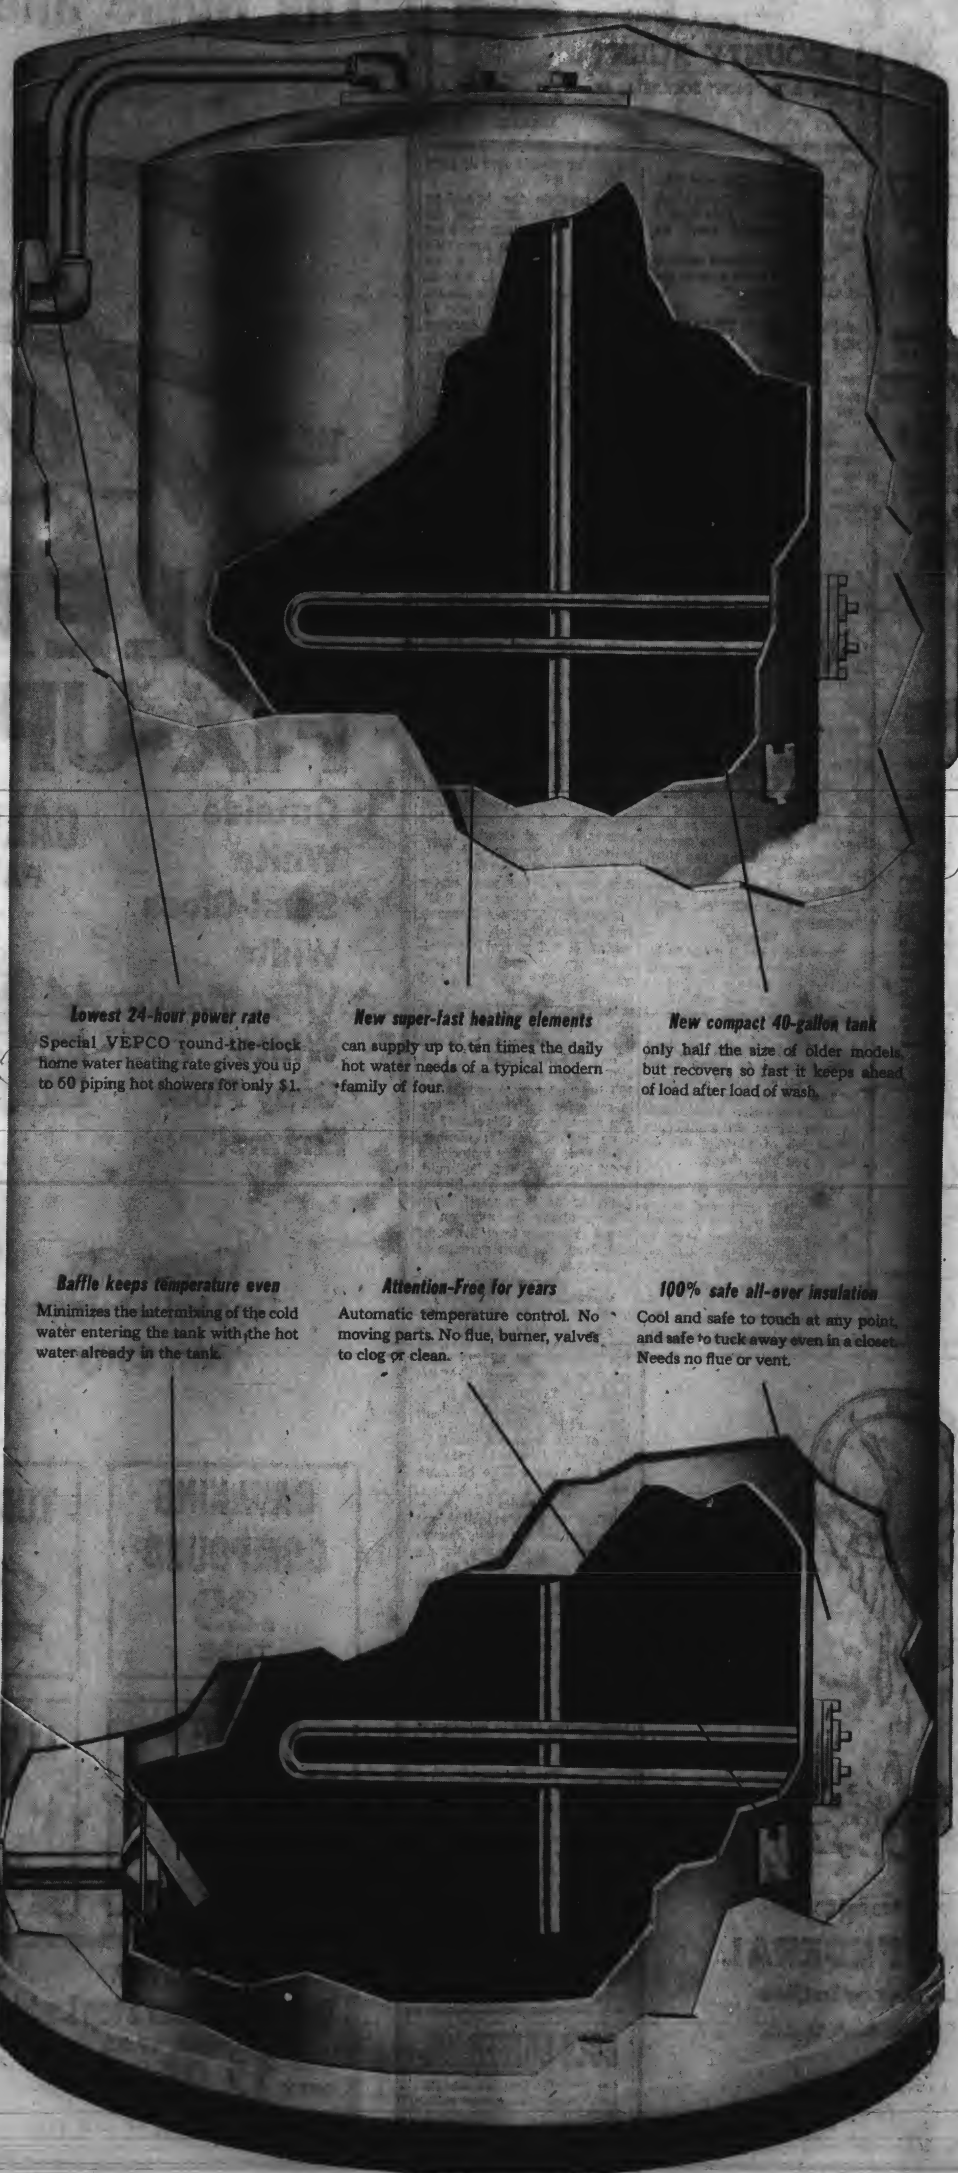 Lowest 24-hour power rate
Special VEPCO round-the-clock
home water heating rate gives you up
to 60 piping hot showers for only $1.
New super-fast heating elements
can supply up to ten times the daily
hot water needs of a typical modern
family of four.
New compact 40-gallon tank
only half the size of older models,
but recovers so fast it keeps ahead
of load after load of wash.
Baffle keeps temperature even
Minimizes the intermixing of the cold
water entering the tank with the hot
water already in the tank.
Attention-Free for years
Automatic temperature control. No
moving parts. No flue, burner, valves
to clog or clean.
100% safe all-over insulation
Cool and safe to touch at any point,
and safe to tuck away even in a closet.
Needs no flue or vent.